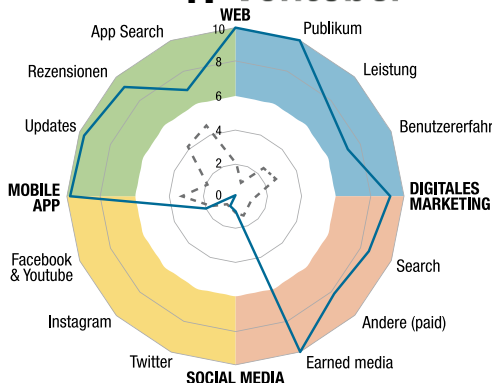 WEB
Publikum
Leistung
Benutzererfahr
DIGITALES
MARKETING
Search
Andere (paid)
Earned media
SOCIAL MEDIA
Twitter
Instagram
Facebook
& Youtube
MOBILE
APP
Updates
Rezensionen
App Search
10
8
6
4
2
0